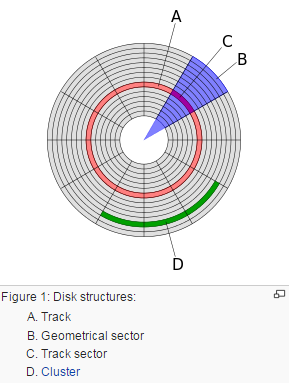 A
C
B
D
Figure 1: Disk structures:
A. Track
B. Geometrical sector
C. Track sector
D. Cluster